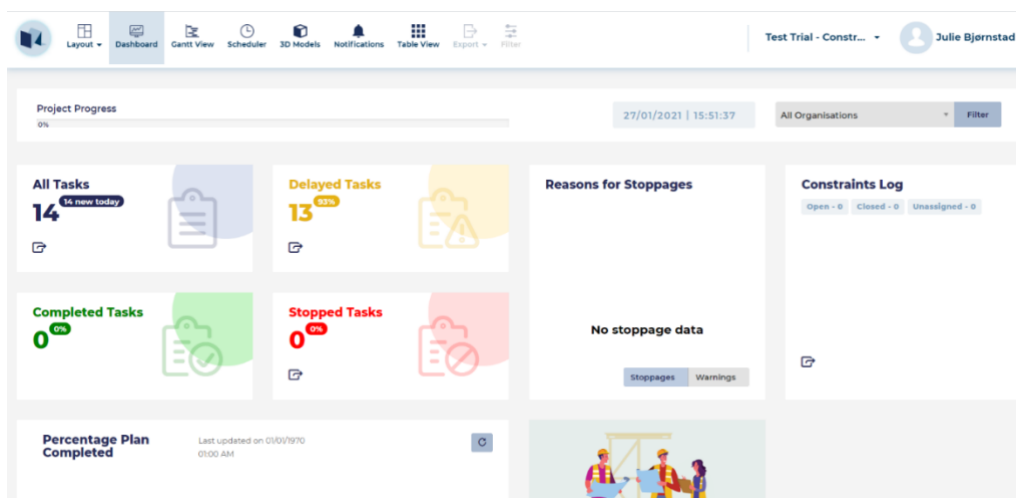 Layout
Dashboard
Gantt View
Scheduler
3D Models
Notifications
Table View
Export
Filter
Test Trial - Constr...
Julie Bjørnstad
Project Progress
0%
27/01/2021 | 15:51:37
All Organisations
Filter
All Tasks
14 14 new today
Delayed Tasks
13 93%
Completed Tasks
0 0%
Stopped Tasks
0 0%
Reasons for Stoppages
No stoppage data
Stoppages Warnings
Constraints Log
Open - 0 Closed - 0 Unassigned - 0
Percentage Plan
Completed
Last updated on 01/01/1970
01:00 AM